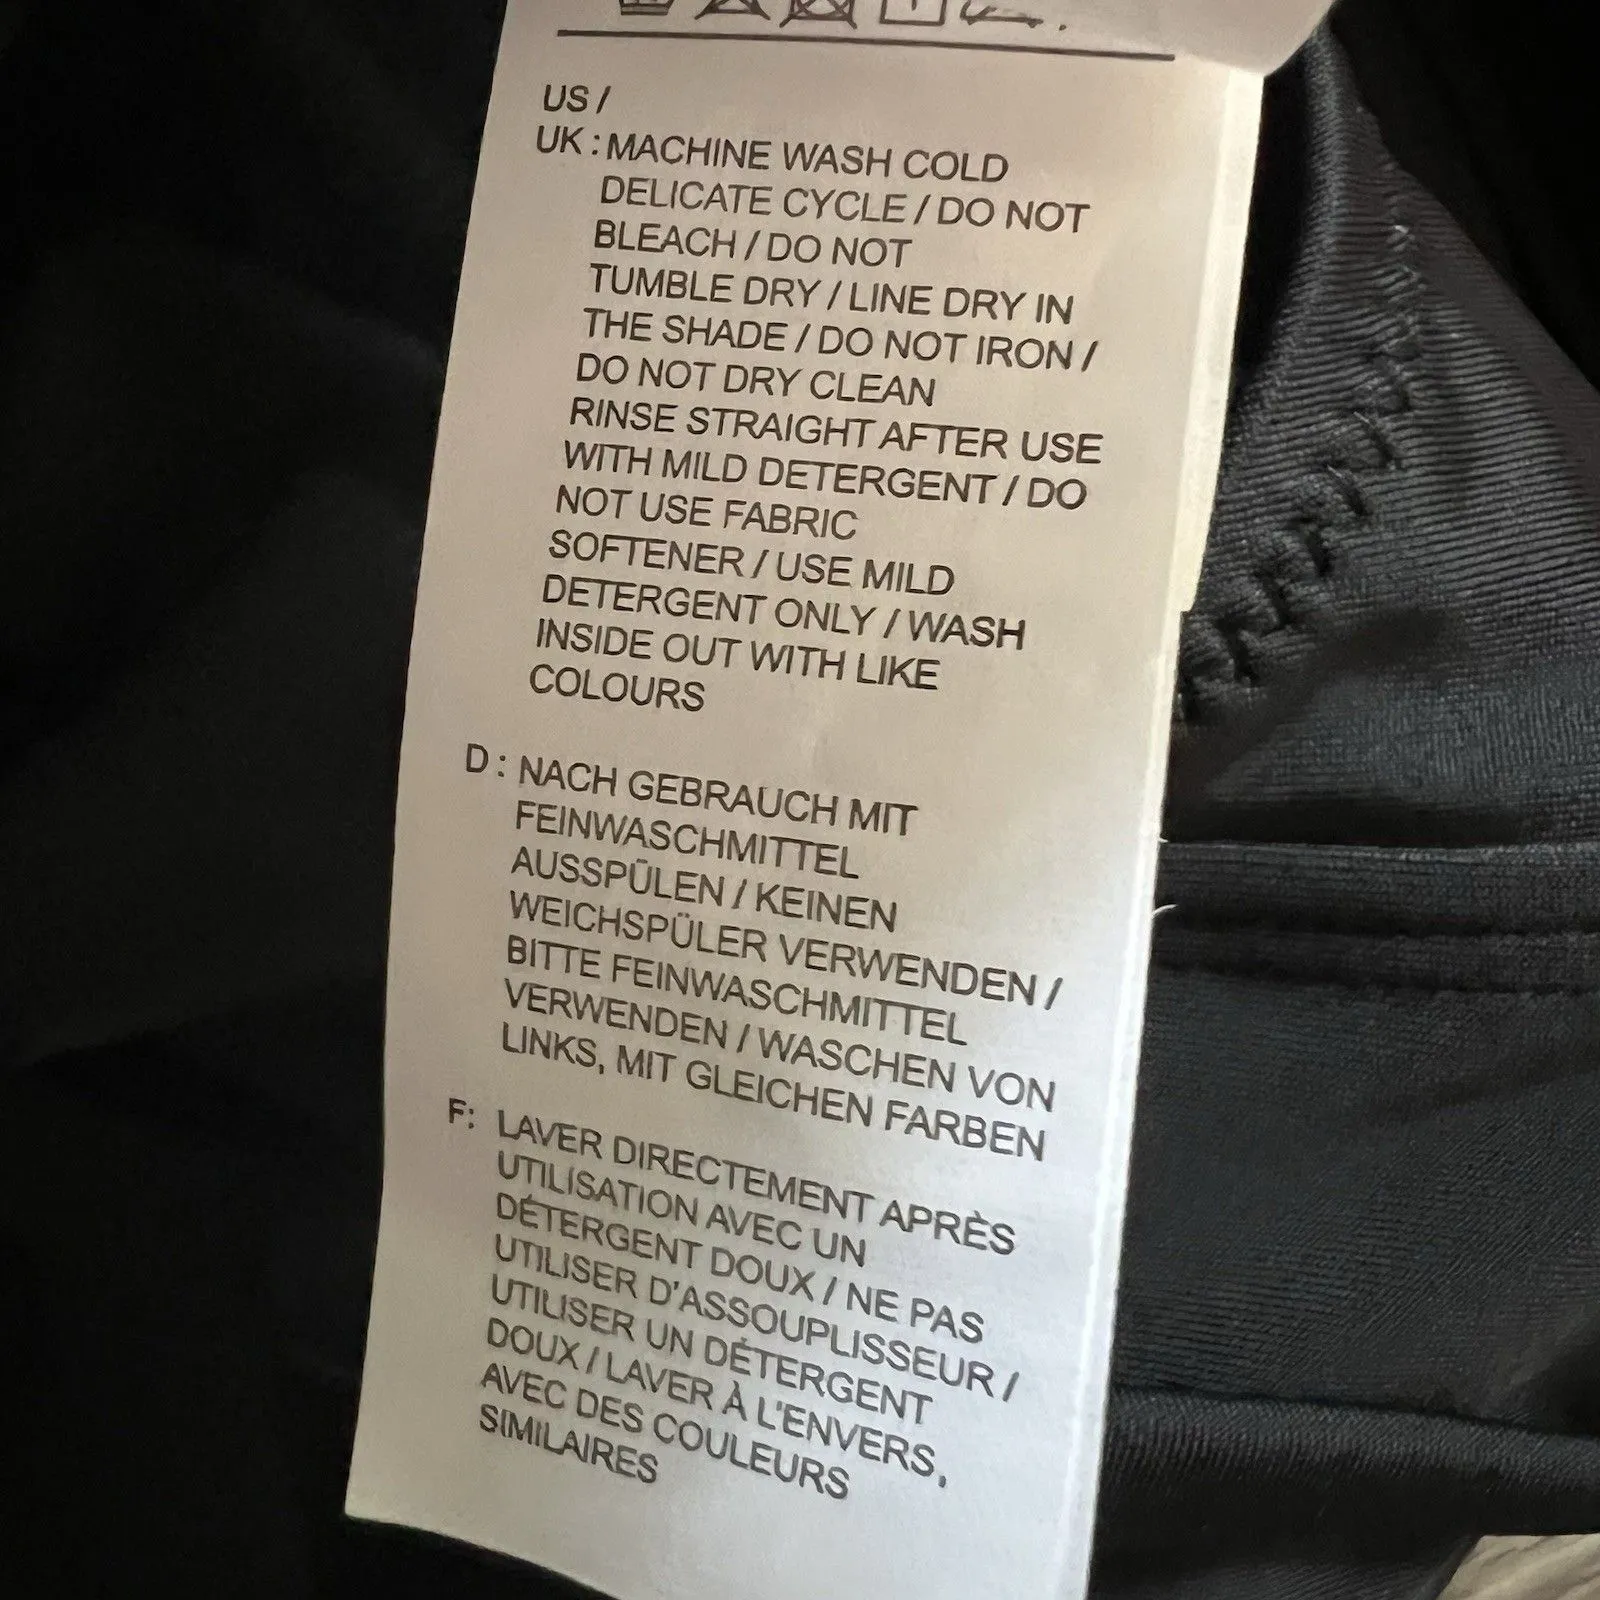 US /
UK : MACHINE WASH COLD
DELICATE CYCLE / DO NOT
BLEACH / DO NOT
TUMBLE DRY / LINE DRY IN
THE SHADE / DO NOT IRON /
DO NOT DRY CLEAN
RINSE STRAIGHT AFTER USE
WITH MILD DETERGENT / DO
NOT USE FABRIC
SOFTENER / USE MILD
DETERGENT ONLY / WASH
INSIDE OUT WITH LIKE
COLOURS
D : NACH GEBRAUCH MIT
FEINWASCHMITTEL
AUSSPÜLEN / KEINEN
WEICHSPÜLER VERWENDEN /
BITTE FEINWASCHMITTEL
VERWENDEN / WASCHEN VON
LINKS, MIT GLEICHEN FARBEN
F: LAVER DIRECTEMENT APRÈS
UTILISATION AVEC UN
DÉTERGENT DOUX / NE PAS
UTILISER D'ASSOUPLISSEUR /
UTILISER UN DÉTERGENT
DOUX / LAVER À L'ENVERS,
AVEC DES COULEURS
SIMILAIRES